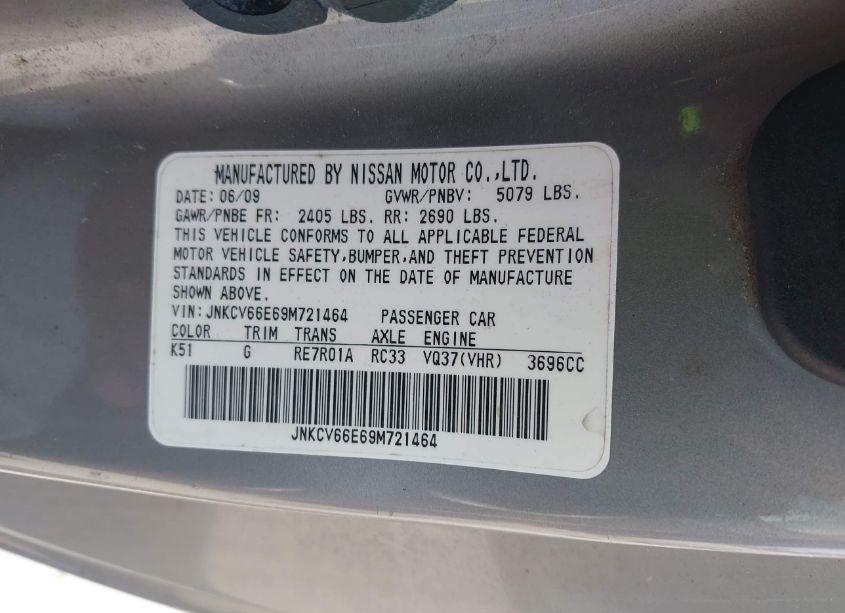 MANUFACTURED BY NISSAN MOTOR CO.,LTD.
DATE: 06/09 GVWR/PNBV: 5079 LBS.
GAWR/PNBE FR: 2405 LBS. RR: 2690 LBS.
THIS VEHICLE CONFORMS TO ALL APPLICABLE FEDERAL
MOTOR VEHICLE SAFETY,BUMPER,AND THEFT PREVENTION
STANDARDS IN EFFECT ON THE DATE OF MANUFACTURE
SHOWN ABOVE.
VIN:JNKCV66E69M721464 PASSENGER CAR
COLOR TRIM TRANS AXLE ENGINE
K51 G RE7R01A RC33 VQ37(VHR) 3696CC
JNKCV66E69M721464